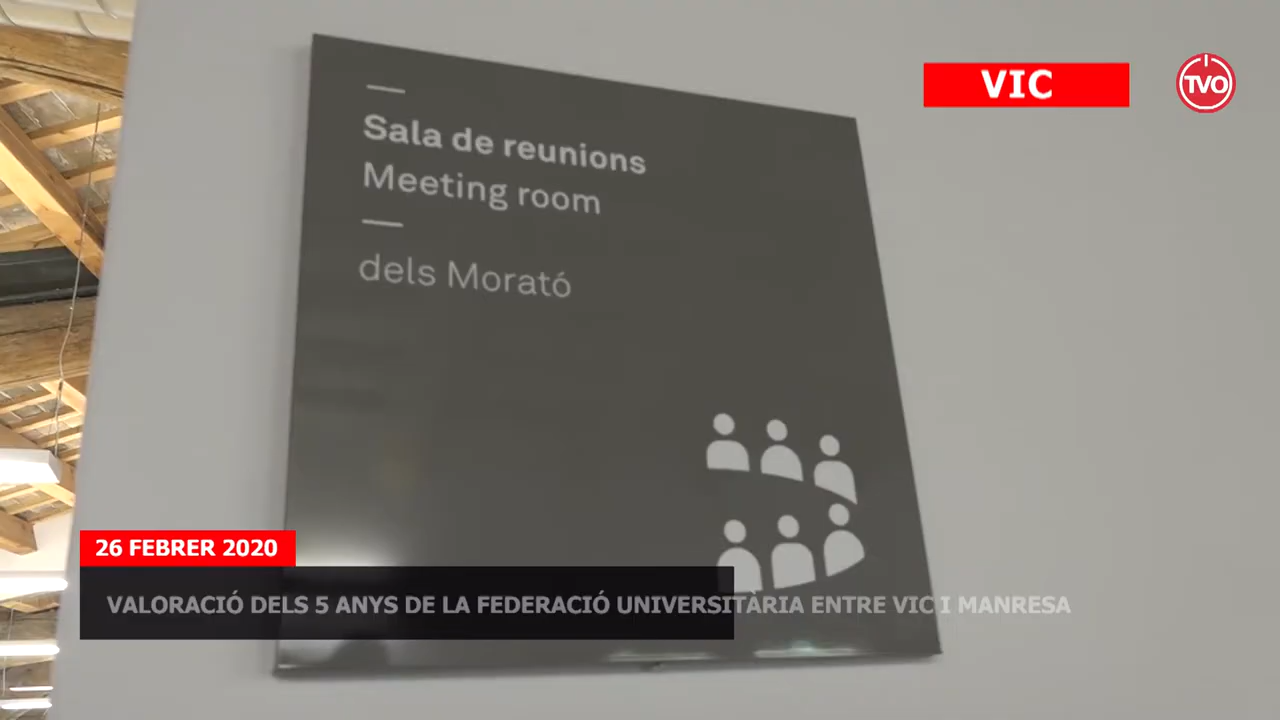 VIC
TVO
Sala de reunions
Meeting room
dels Morató
26 FEBRER 2020
VALORACIÓ DELS 5 ANYS DE LA FEDERACIÓ UNIVERSITÀRIA ENTRE VIC I MANRESA